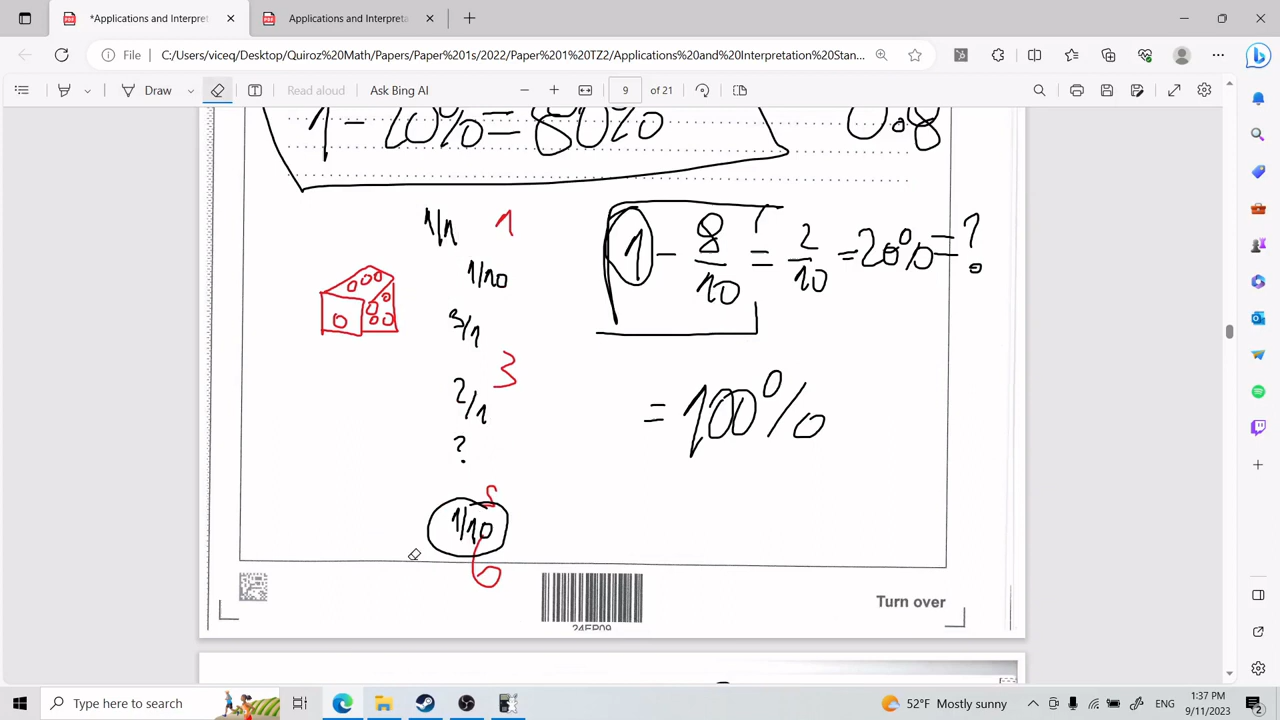 *Applications and Interpret
Applications and Interpreta
File
C:/Users/viceq/Desktop/Quiroz%20Math/Papers/Paper%201s/2022/Paper%201%20TZ2/Applications%20and%20Interpretation%20Stan...
Draw
Read aloud
Ask Bing AI
9
of 21
1 - 20% = 80%
0.8
1/1
1
1 - 8/10 = 2/10 = 20% = ?
1/10
3/1
3
2/1
= 100%
?
5
1/10
6
24EP09
Turn over
Type here to search
52°F Mostly sunny
ENG
1:37 PM
9/11/2023
2